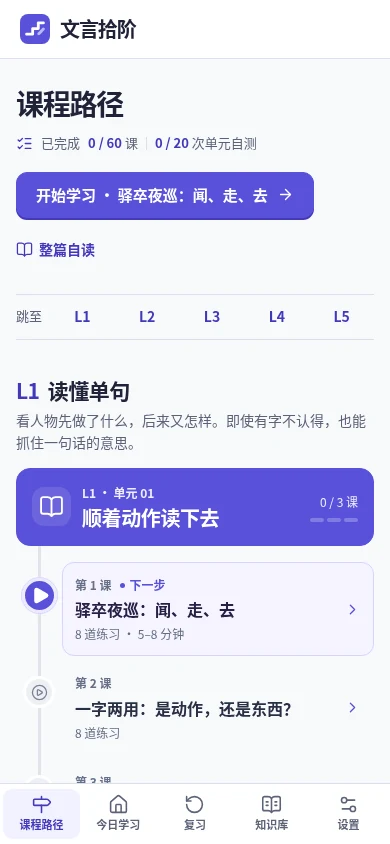 文言拾阶
课程路径
已完成 0 / 60 课 | 0 / 20 次单元自测
开始学习 · 驿卒夜巡：闻、走、去 →
整篇自读
跳至 L1 L2 L3 L4 L5
L1 读懂单句
看人物先做了什么，后来又怎样。即使有字不认得，也能
抓住一句话的意思。
L1 · 单元 01
顺着动作读下去
0 / 3 课
第 1 课 • 下一步
驿卒夜巡：闻、走、去
8 道练习 · 5–8 分钟
第 2 课
一字两用：是动作，还是东西？
8 道练习
第 3 课
课程路径 今日学习 复习 知识库 设置